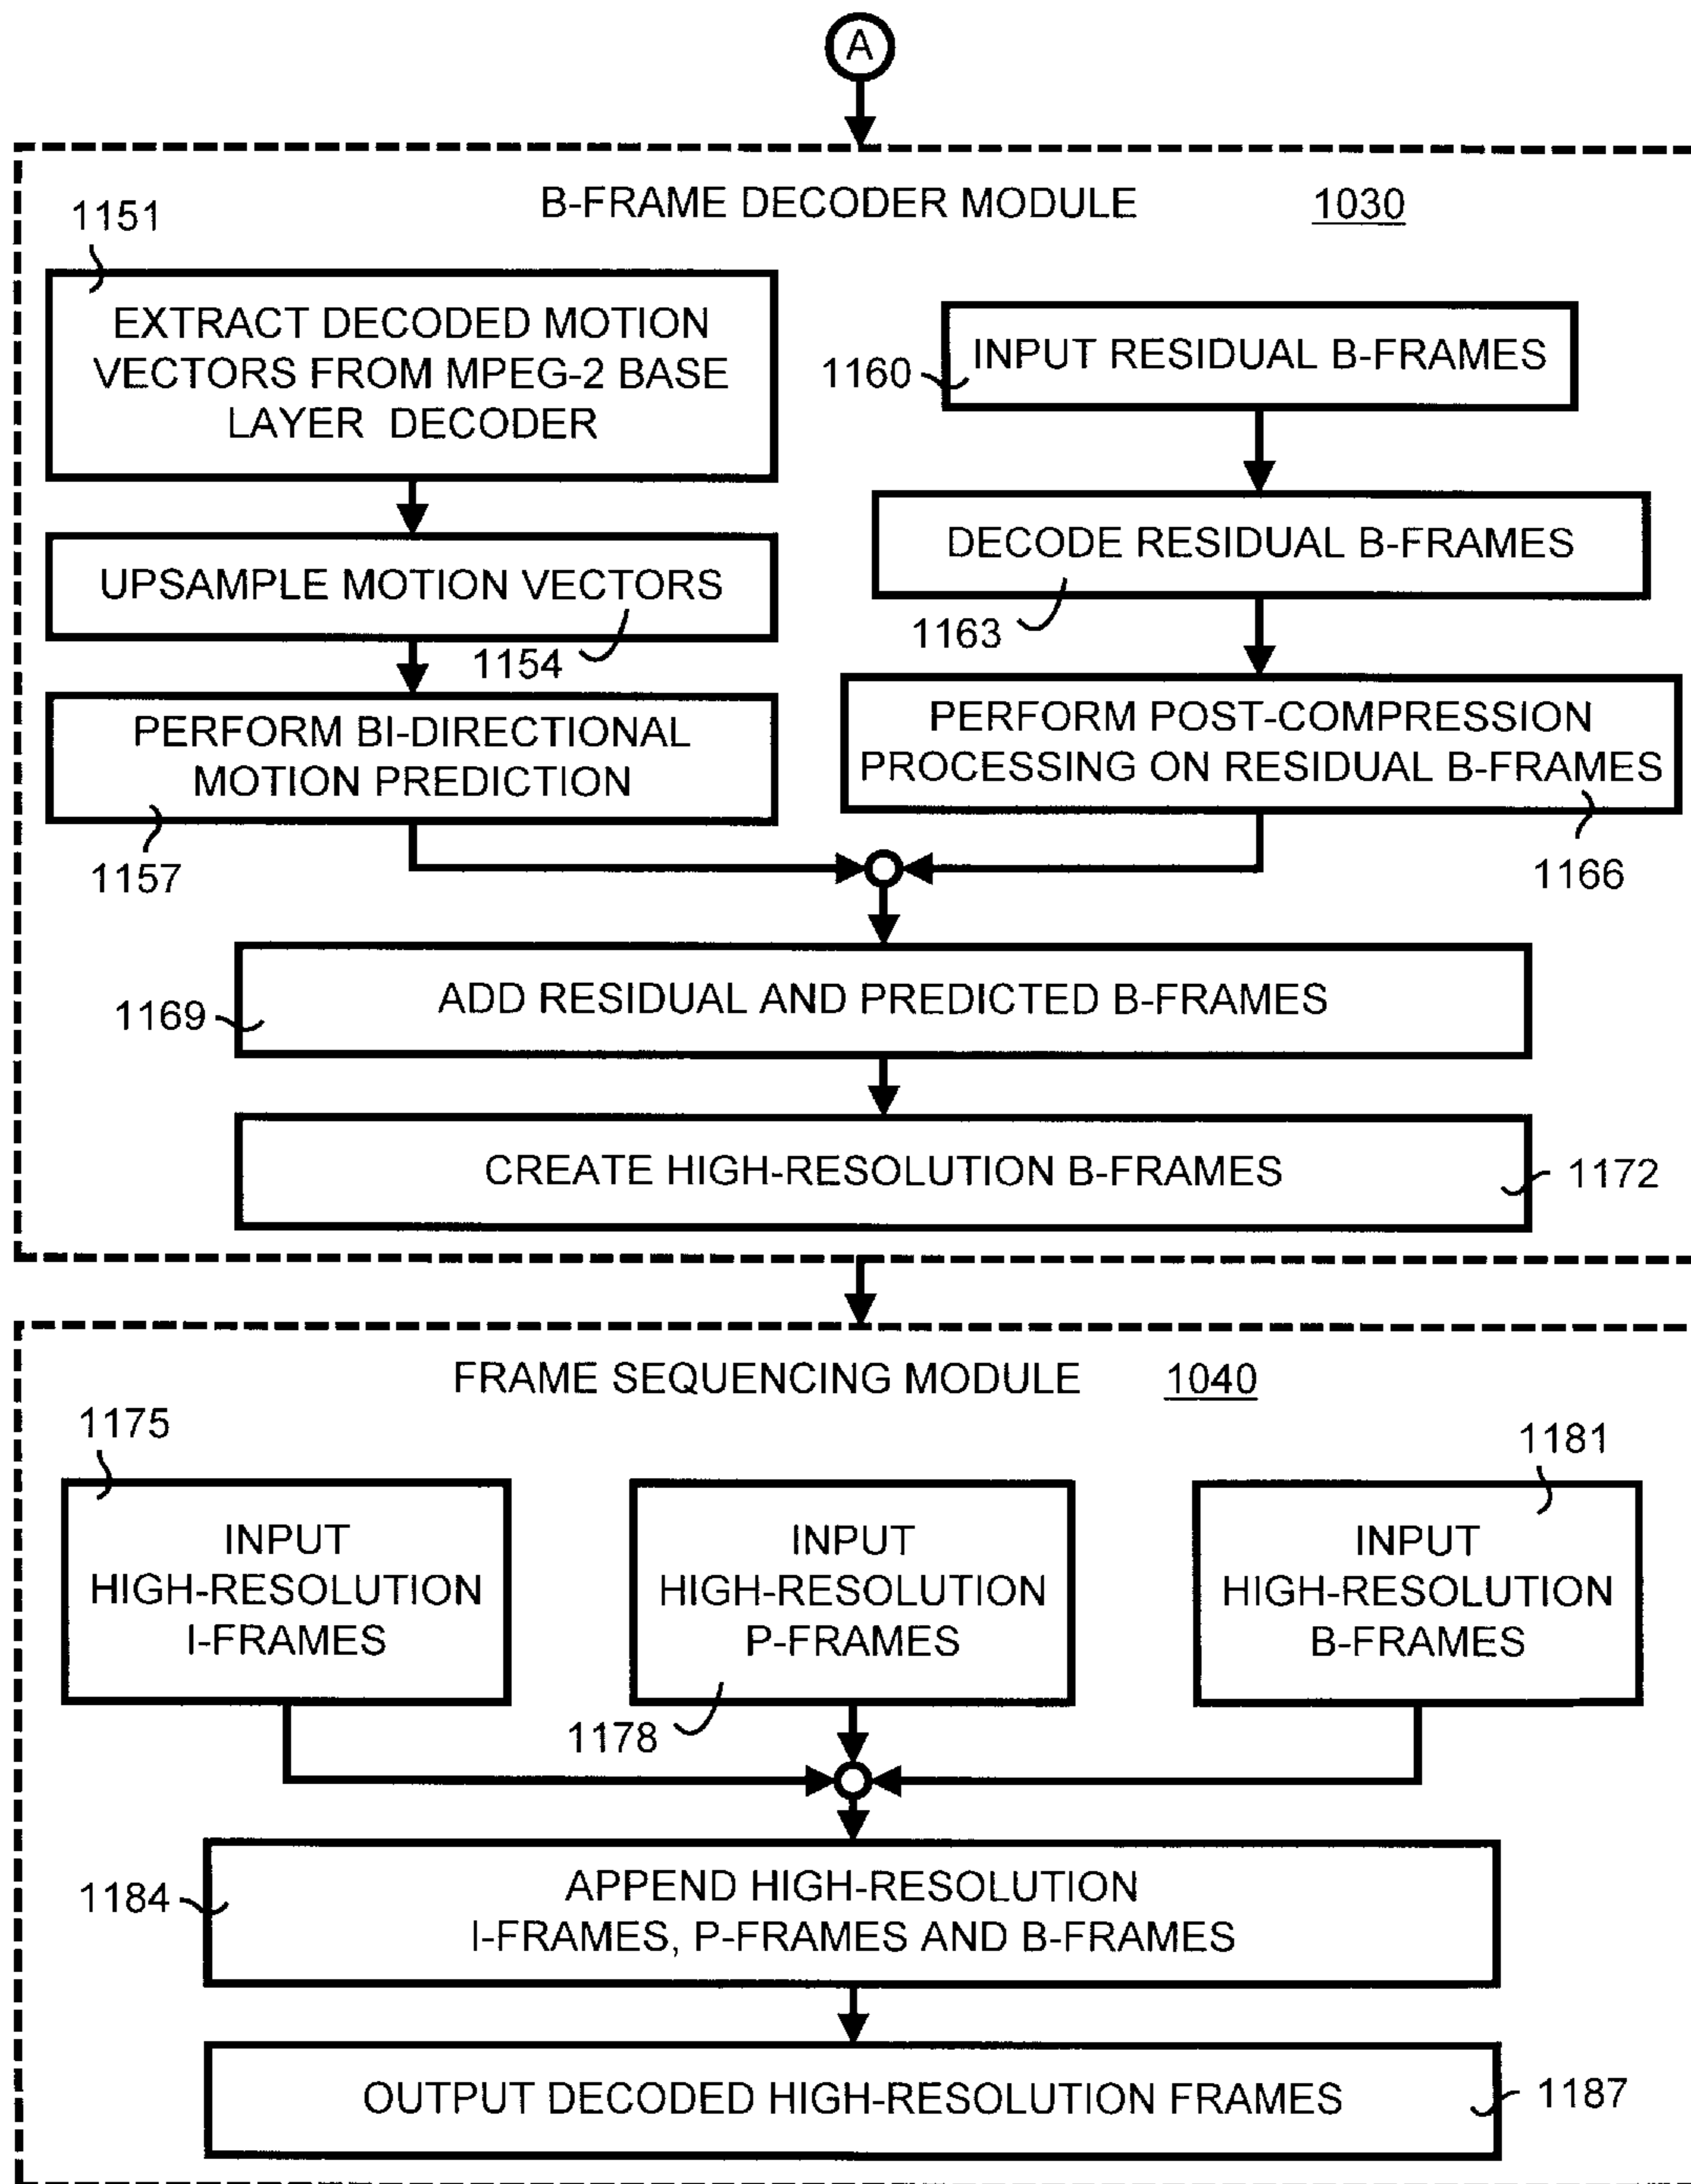 A
B-FRAME DECODER MODULE 1030
1151
EXTRACT DECODED MOTION
VECTORS FROM MPEG-2 BASE
LAYER DECODER
UPSAMPLE MOTION VECTORS
1154
PERFORM BI-DIRECTIONAL
MOTION PREDICTION
1157
INPUT RESIDUAL B-FRAMES
1160
DECODE RESIDUAL B-FRAMES
1163
PERFORM POST-COMPRESSION
PROCESSING ON RESIDUAL B-FRAMES
1166
ADD RESIDUAL AND PREDICTED B-FRAMES
1169
CREATE HIGH-RESOLUTION B-FRAMES
1172
FRAME SEQUENCING MODULE 1040
1175
INPUT
HIGH-RESOLUTION
I-FRAMES
INPUT
HIGH-RESOLUTION
P-FRAMES
1178
1181
INPUT
HIGH-RESOLUTION
B-FRAMES
1184
APPEND HIGH-RESOLUTION
I-FRAMES, P-FRAMES AND B-FRAMES
OUTPUT DECODED HIGH-RESOLUTION FRAMES
1187